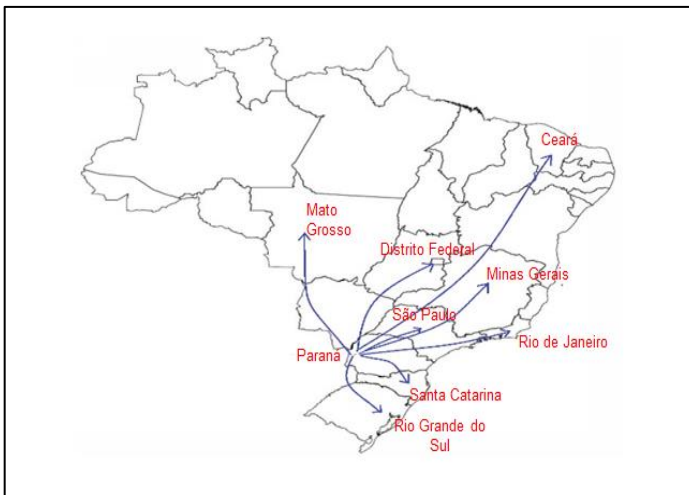 Ceará
Mato
Grosso
Distrito Federal
Minas Gerais
São Paulo
Rio de Janeiro
Paraná
Santa Catarina
Rio Grande do
Sul